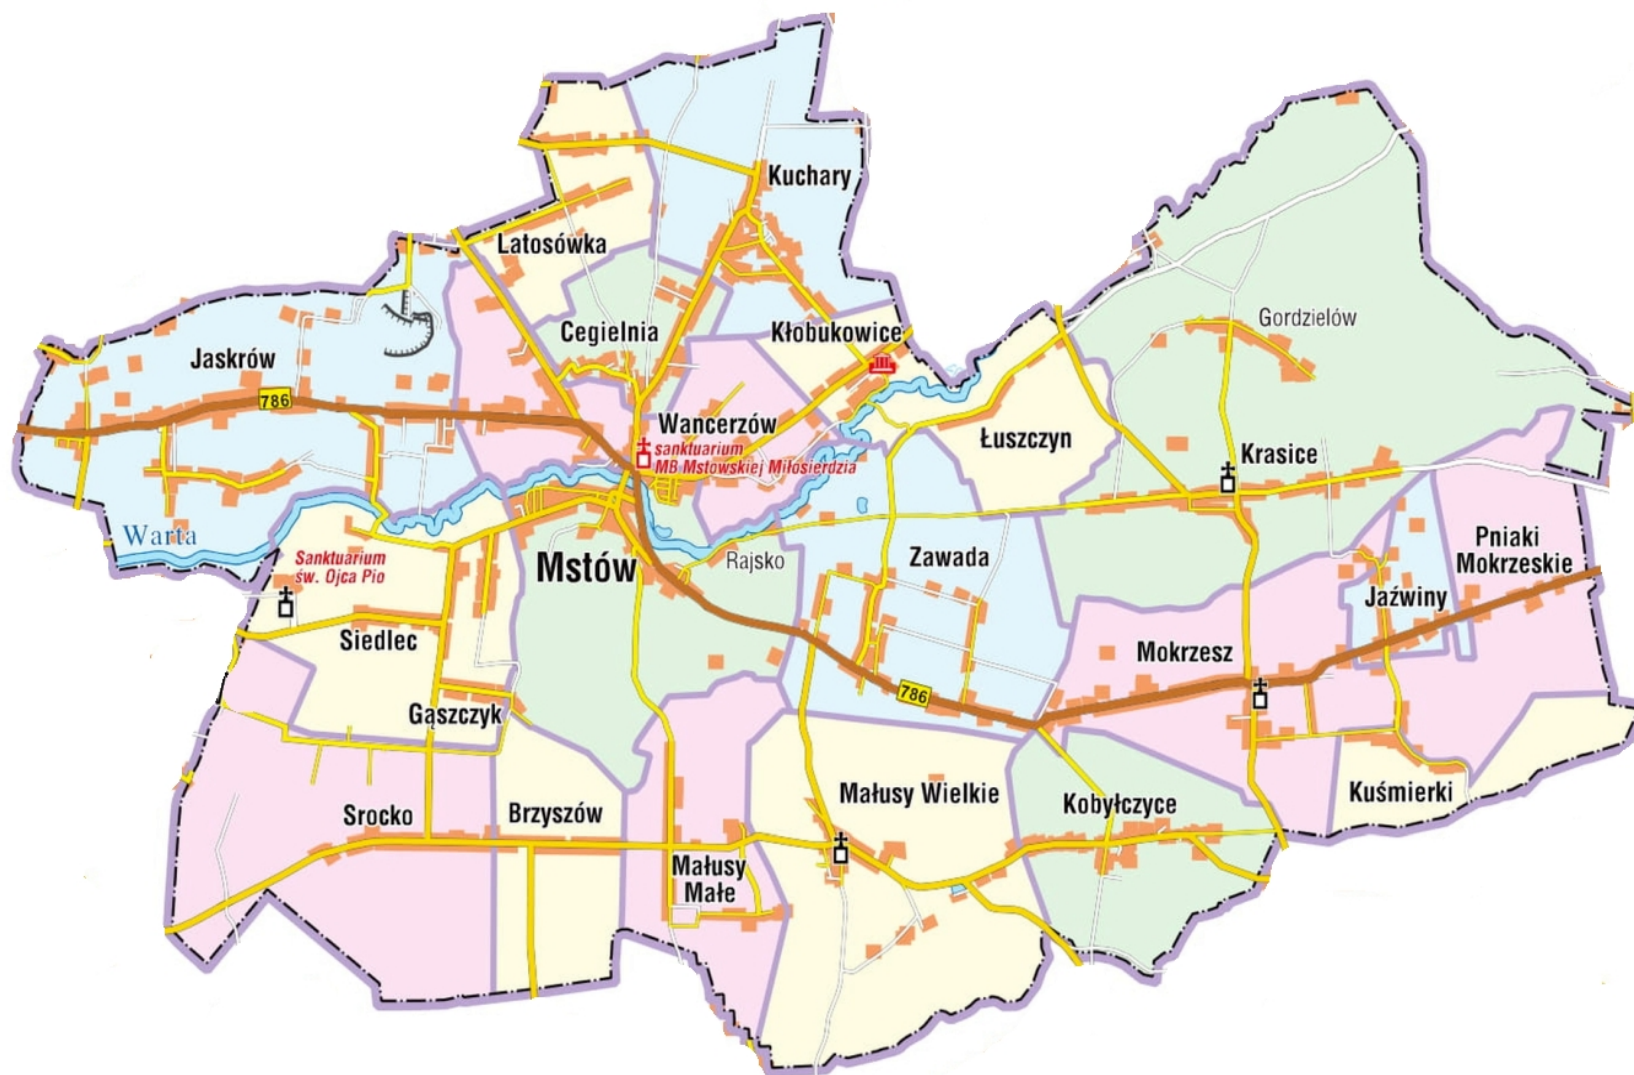 Kuchary
Latosówka
Gordzielów
Cegielnia
Kłobukowice
Jaskrów
786
Wancerzów
sanktuarium
MB Mstowskiej Miłosierdzia
Łuszczyn
Krasice
Warta
Sanktuarium
św. Ojca Pio
Mstów
Rajsko
Zawada
Pniaki
Mokrzeskie
Jaźwiny
Siedlec
Mokrzesz
786
Gąszczyk
Małusy Wielkie
Kobyłczyce
Kuśmierki
Srocko
Brzyszów
Małusy
Małe